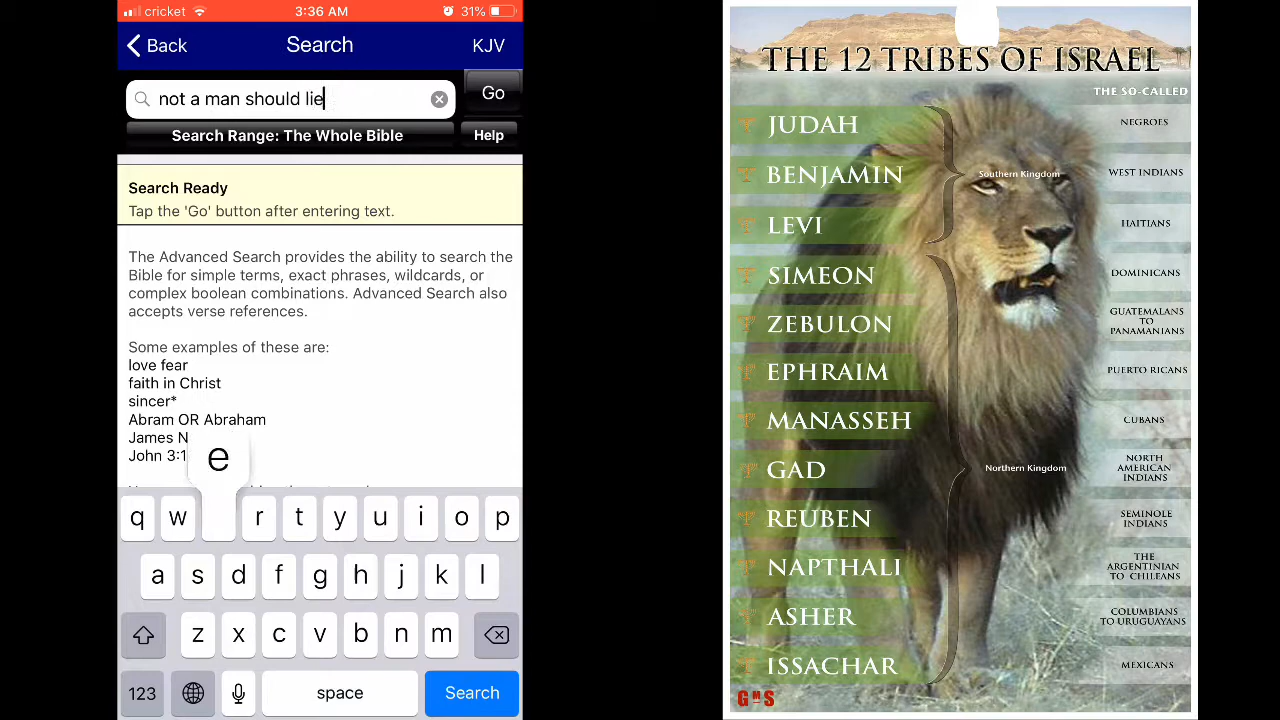 cricket
3:36 AM
31%
Back
Search
KJV
not a man should lie
Go
Search Range: The Whole Bible
Help
Search Ready
Tap the 'Go' button after entering text.
The Advanced Search provides the ability to search the
Bible for simple terms, exact phrases, wildcards, or
complex boolean combinations. Advanced Search also
accepts verse references.
Some examples of these are:
love fear
faith in Christ
sincer*
Abram OR Abraham
James N
John 3:1
e
q w r t y u i o p
a s d f g h j k l
z x c v b n m
123
space
Search
THE 12 TRIBES OF ISRAEL
THE SO-CALLED
JUDAH
NEGROES
BENJAMIN
Southern Kingdom
WEST INDIANS
LEVI
HAITIANS
SIMEON
DOMINICANS
ZEBULON
GUATEMALANS
TO
PANAMANIANS
EPHRAIM
PUERTO RICANS
MANASSEH
CUBANS
GAD
Northern Kingdom
NORTH
AMERICAN
INDIANS
REUBEN
SEMINOLE
INDIANS
NAPTHALI
THE
ARGENTINIAN
TO CHILEANS
ASHER
COLUMBIANS
TO URUGUAYANS
ISSACHAR
MEXICANS
GMS